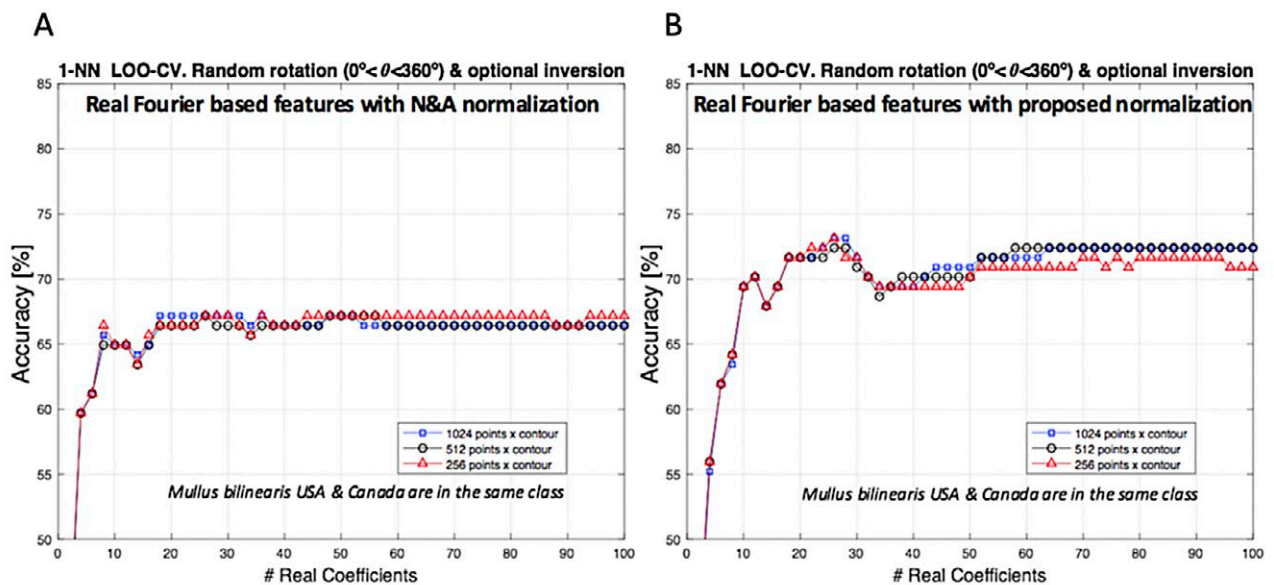 A
1-NN LOO-CV. Random rotation (0º<θ<360º) & optional inversion
Real Fourier based features with N&A normalization
85
80
75
70
65
60
55
50
Accuracy [%]
1024 points x contour
512 points x contour
256 points x contour
Mullus bilinearis USA & Canada are in the same class
0 10 20 30 40 50 60 70 80 90 100
# Real Coefficients
B
1-NN LOO-CV. Random rotation (0º<θ<360º) & optional inversion
Real Fourier based features with proposed normalization
85
80
75
70
65
60
55
50
Accuracy [%]
1024 points x contour
512 points x contour
256 points x contour
Mullus bilinearis USA & Canada are in the same class
0 10 20 30 40 50 60 70 80 90 100
# Real Coefficients